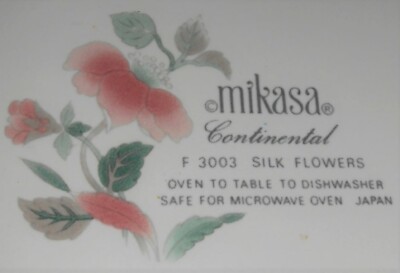 ©mikasa®
Continental
F 3003 SILK FLOWERS
OVEN TO TABLE TO DISHWASHER
SAFE FOR MICROWAVE OVEN JAPAN